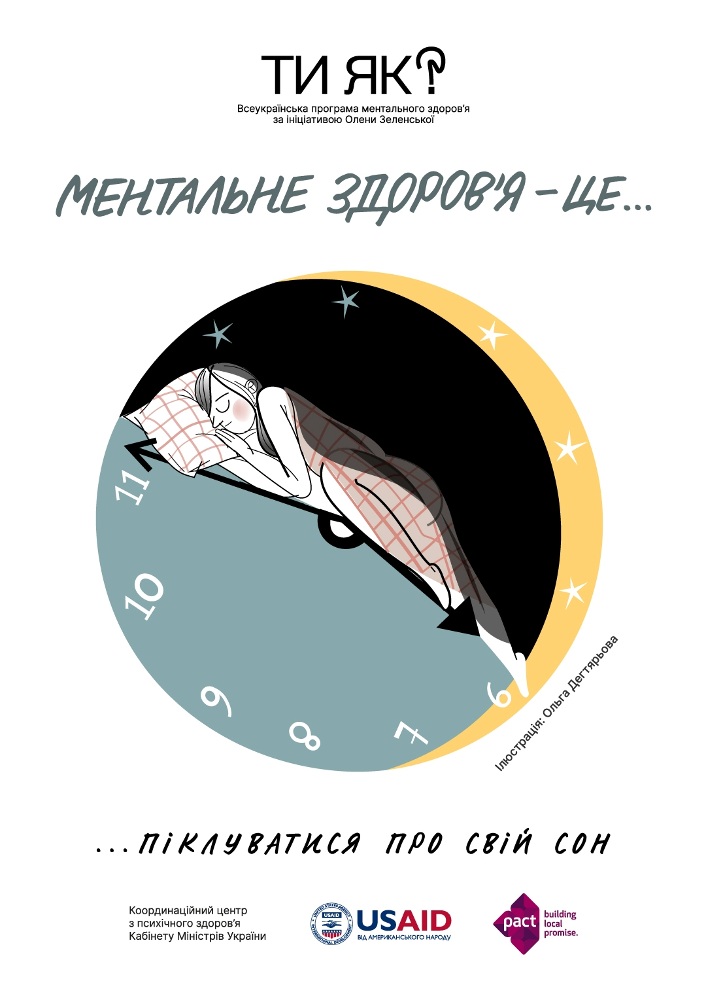 ТИ ЯК?
Всеукраїнська програма ментального здоров'я
за ініціативою Олени Зеленської
МЕНТАЛЬНЕ ЗДОРОВ'Я – ЦЕ...
11
10
9
8
7
6
Ілюстрація: Ольга Дегтярьова
...ПІКЛУВАТИСЯ ПРО СВІЙ СОН
Координаційний центр
з психічного здоров'я
Кабінету Міністрів України
UNITED STATES AGENCY
USAID
INTERNATIONAL DEVELOPMENT
USAID
ВІД АМЕРИКАНСЬКОГО НАРОДУ
pact
building
local
promise.